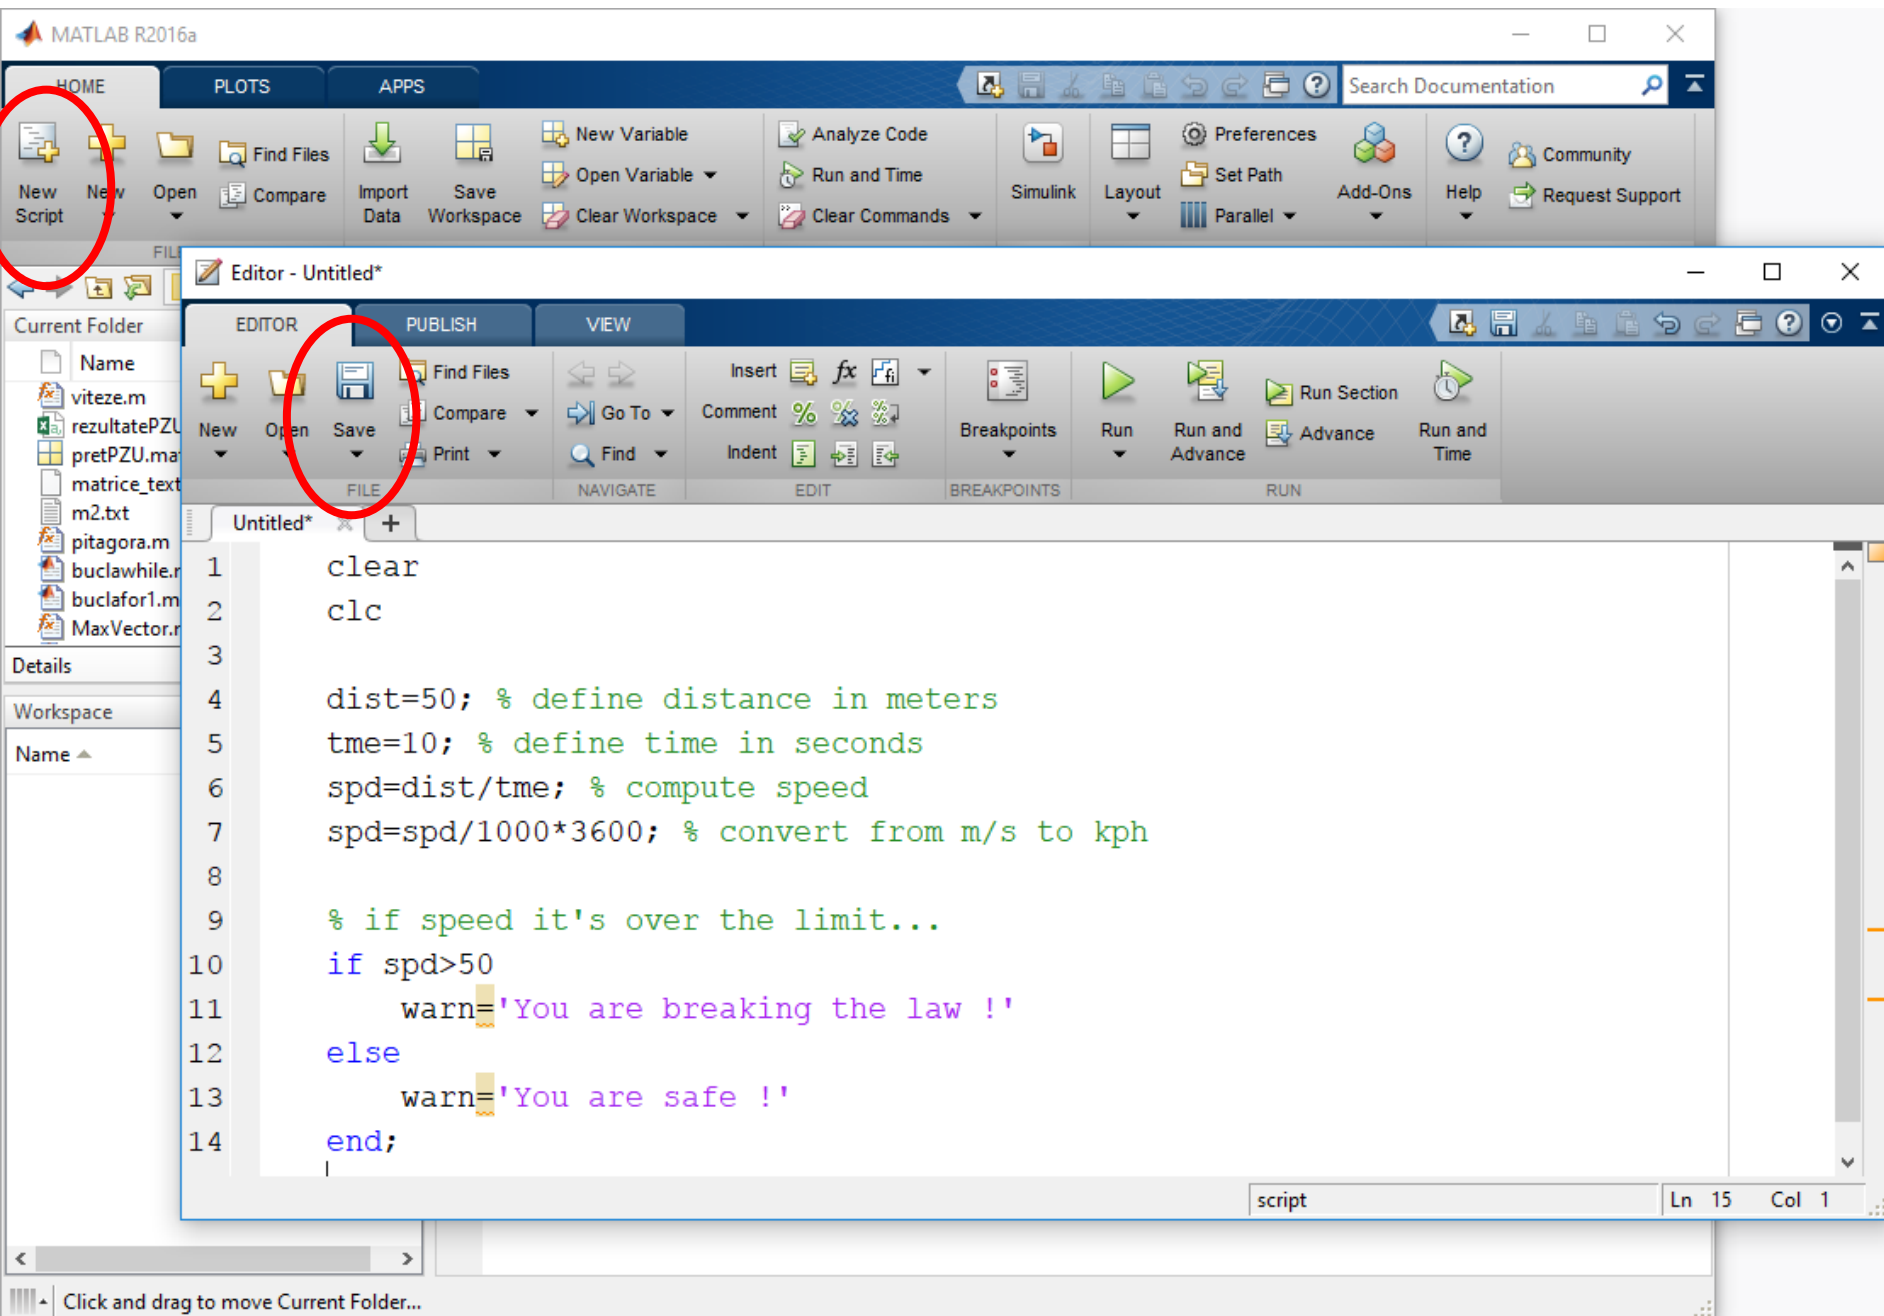 MATLAB R2016a
HOME PLOTS APPS Search Documentation
New Script New Open Find Files Compare Import Data Save Workspace New Variable Open Variable Clear Workspace Analyze Code Run and Time Clear Commands Simulink Layout Preferences Set Path Parallel Add-Ons Help Community Request Support
Editor - Untitled*
Current Folder
Name
viteze.m
rezultatePZU
pretPZU.ma
matrice_text
m2.txt
pitagora.m
buclawhile.
buclafor1.m
MaxVector.
Details
Workspace
Name
EDITOR PUBLISH VIEW
New Open Save Find Files Compare Print Go To Find Insert fx fi Comment Indent Breakpoints Run Run and Advance Run Section Advance Run and Time
FILE NAVIGATE EDIT BREAKPOINTS RUN
Untitled*
1 clear
2 clc
3
4 dist=50; % define distance in meters
5 tme=10; % define time in seconds
6 spd=dist/tme; % compute speed
7 spd=spd/1000*3600; % convert from m/s to kph
8
9 % if speed it's over the limit...
10 if spd>50
11 warn='You are breaking the law !'
12 else
13 warn='You are safe !'
14 end;
script Ln 15 Col 1
Click and drag to move Current Folder...